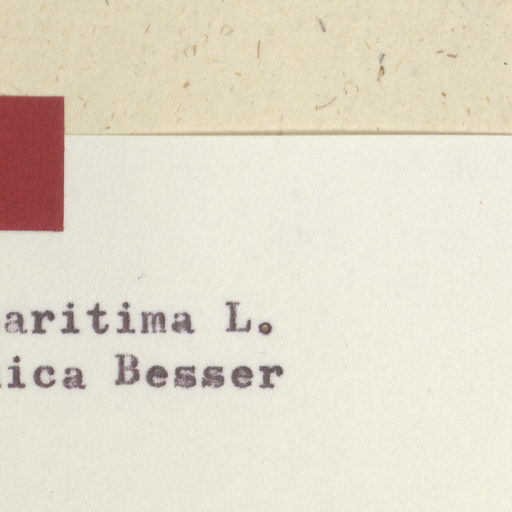 aritima L.
ica Besser